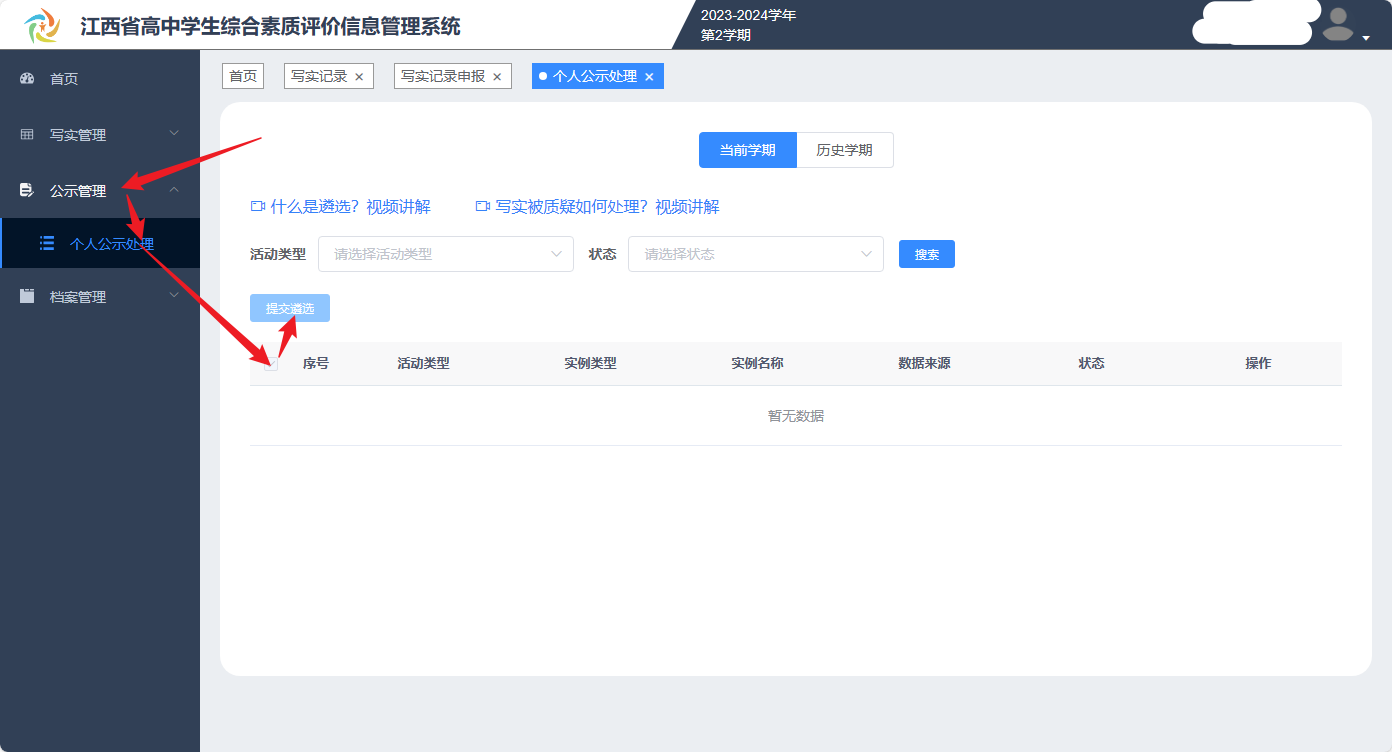 江西省高中学生综合素质评价信息管理系统
2023-2024学年
第2学期
首页
写实管理
公示管理
个人公示处理
档案管理
首页
写实记录
写实记录申报
个人公示处理
当前学期
历史学期
什么是遴选？视频讲解
写实被质疑如何处理？视频讲解
活动类型
请选择活动类型
状态
请选择状态
搜索
提交遴选
序号
活动类型
实例类型
实例名称
数据来源
状态
操作
暂无数据